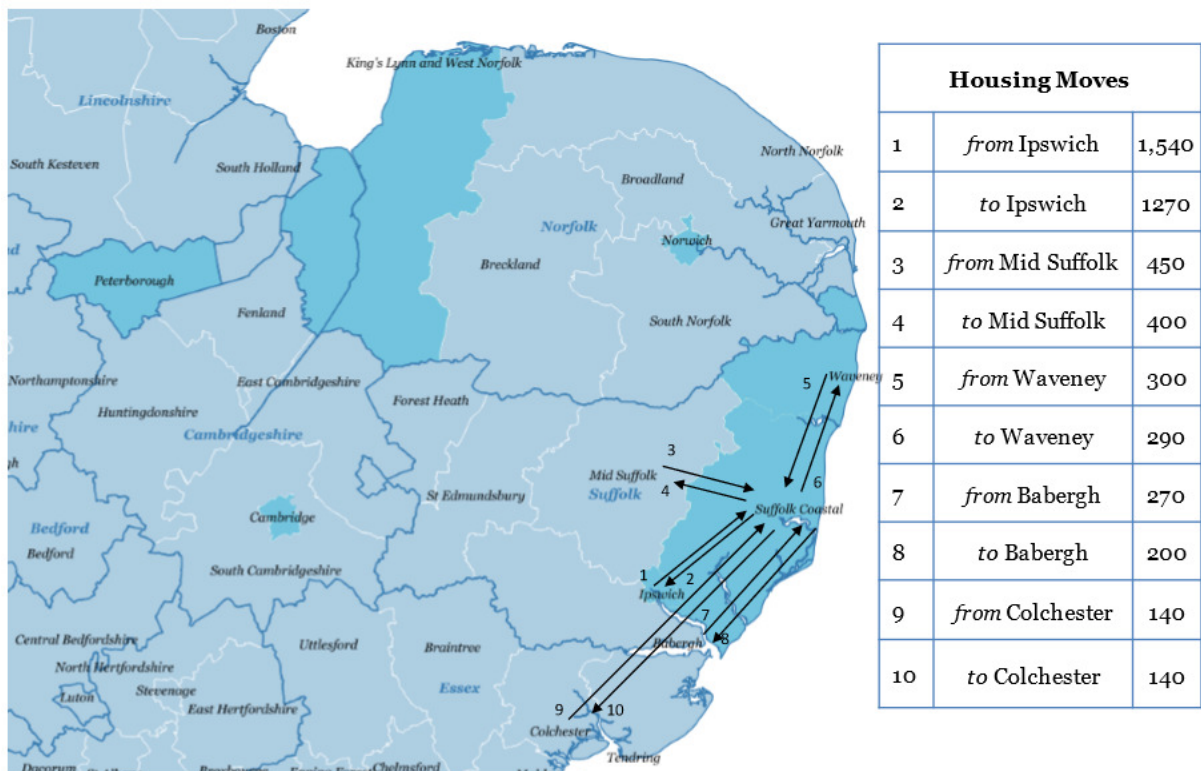 Boston
King's Lynn and West Norfolk
Lincolnshire
South Kesteven
South Holland
North Norfolk
Broadland
Great Yarmouth
Norfolk
Norwich
Peterborough
Breckland
Fenland
South Norfolk
Northamptonshire
East Cambridgeshire
Huntingdonshire
Forest Heath
Waveney
5
hire
Cambridgeshire
3
Mid Suffolk
4
6
Suffolk
St Edmundsbury
Suffolk Coastal
Cambridge
Bedford
Bedford
South Cambridgeshire
1
2
Ipswich
7
8
Babergh
Central Bedfordshire
Uttlesford
Braintree
North Hertfordshire
Stevenage
Luton
East Hertfordshire
Essex
9
10
Colchester
Tendring
Dacorum
Chelmsford
Housing Moves
1 from Ipswich 1,540
2 to Ipswich 1270
3 from Mid Suffolk 450
4 to Mid Suffolk 400
5 from Waveney 300
6 to Waveney 290
7 from Babergh 270
8 to Babergh 200
9 from Colchester 140
10 to Colchester 140